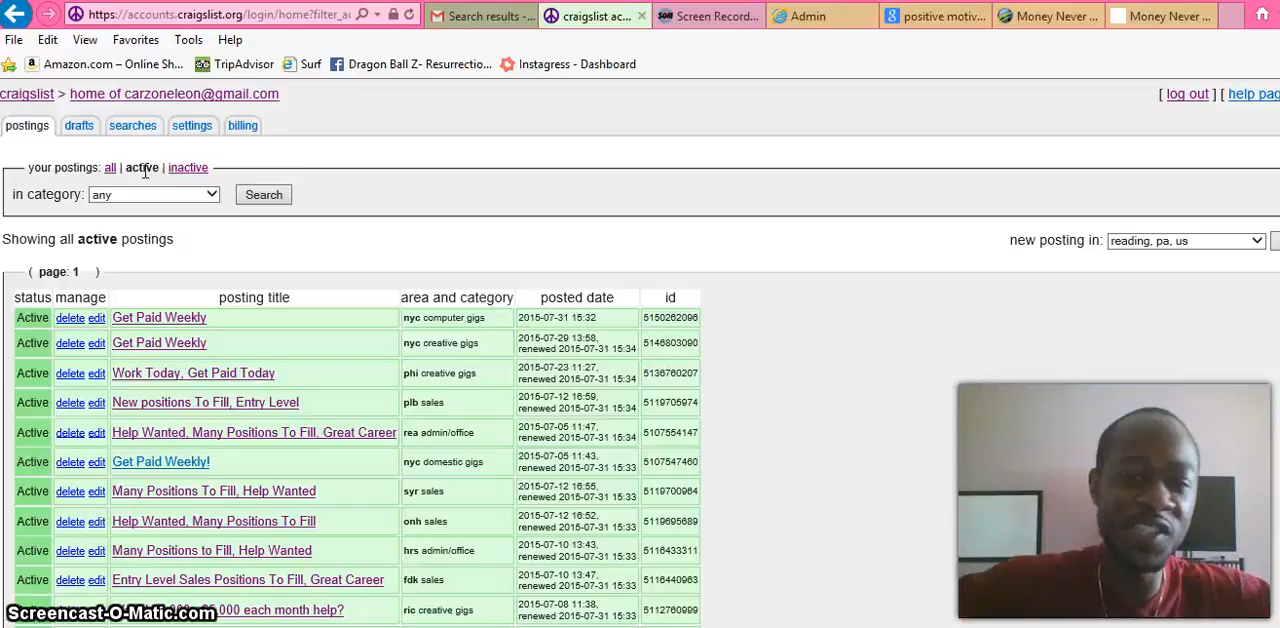 https://accounts.craigslist.org/login/home?filter_ac
Search results -...
craigslist ac...
Screen Record...
Admin
positive motiv...
Money Never ...
Money Never ...
File Edit View Favorites Tools Help
Amazon.com – Online Sh... TripAdvisor Surf Dragon Ball Z- Resurrectio... Instagress - Dashboard
craigslist > home of carzoneleon@gmail.com [ log out ] [ help pag
postings drafts searches settings billing
your postings: all | active | inactive
in category: any Search
Showing all active postings new posting in: reading, pa, us
( page: 1 )
status manage posting title area and category posted date id
Active delete edit Get Paid Weekly nyc computer gigs 2015-07-31 15:32 5150262096
Active delete edit Get Paid Weekly nyc creative gigs 2015-07-29 13:58, renewed 2015-07-31 15:34 5146803090
Active delete edit Work Today, Get Paid Today phi creative gigs 2015-07-23 11:27, renewed 2015-07-31 15:34 5136760207
Active delete edit New positions To Fill, Entry Level plb sales 2015-07-12 16:59, renewed 2015-07-31 15:34 5119705974
Active delete edit Help Wanted, Many Positions To Fill, Great Career rea admin/office 2015-07-05 11:47, renewed 2015-07-31 15:34 5107554147
Active delete edit Get Paid Weekly! nyc domestic gigs 2015-07-05 11:43, renewed 2015-07-31 15:33 5107547460
Active delete edit Many Positions To Fill, Help Wanted syr sales 2015-07-12 16:55, renewed 2015-07-31 15:33 5119700964
Active delete edit Help Wanted, Many Positions To Fill onh sales 2015-07-12 16:52, renewed 2015-07-31 15:33 5119695689
Active delete edit Many Positions to Fill, Help Wanted hrs admin/office 2015-07-10 13:43, renewed 2015-07-31 15:33 5116433311
Active delete edit Entry Level Sales Positions To Fill, Great Career fdk sales 2015-07-10 13:47, renewed 2015-07-31 15:33 5116440963
000 each month help? ric creative gigs 2015-07-08 11:38, renewed 2015-07-31 15:33 5112760999
Screencast-O-Matic.com